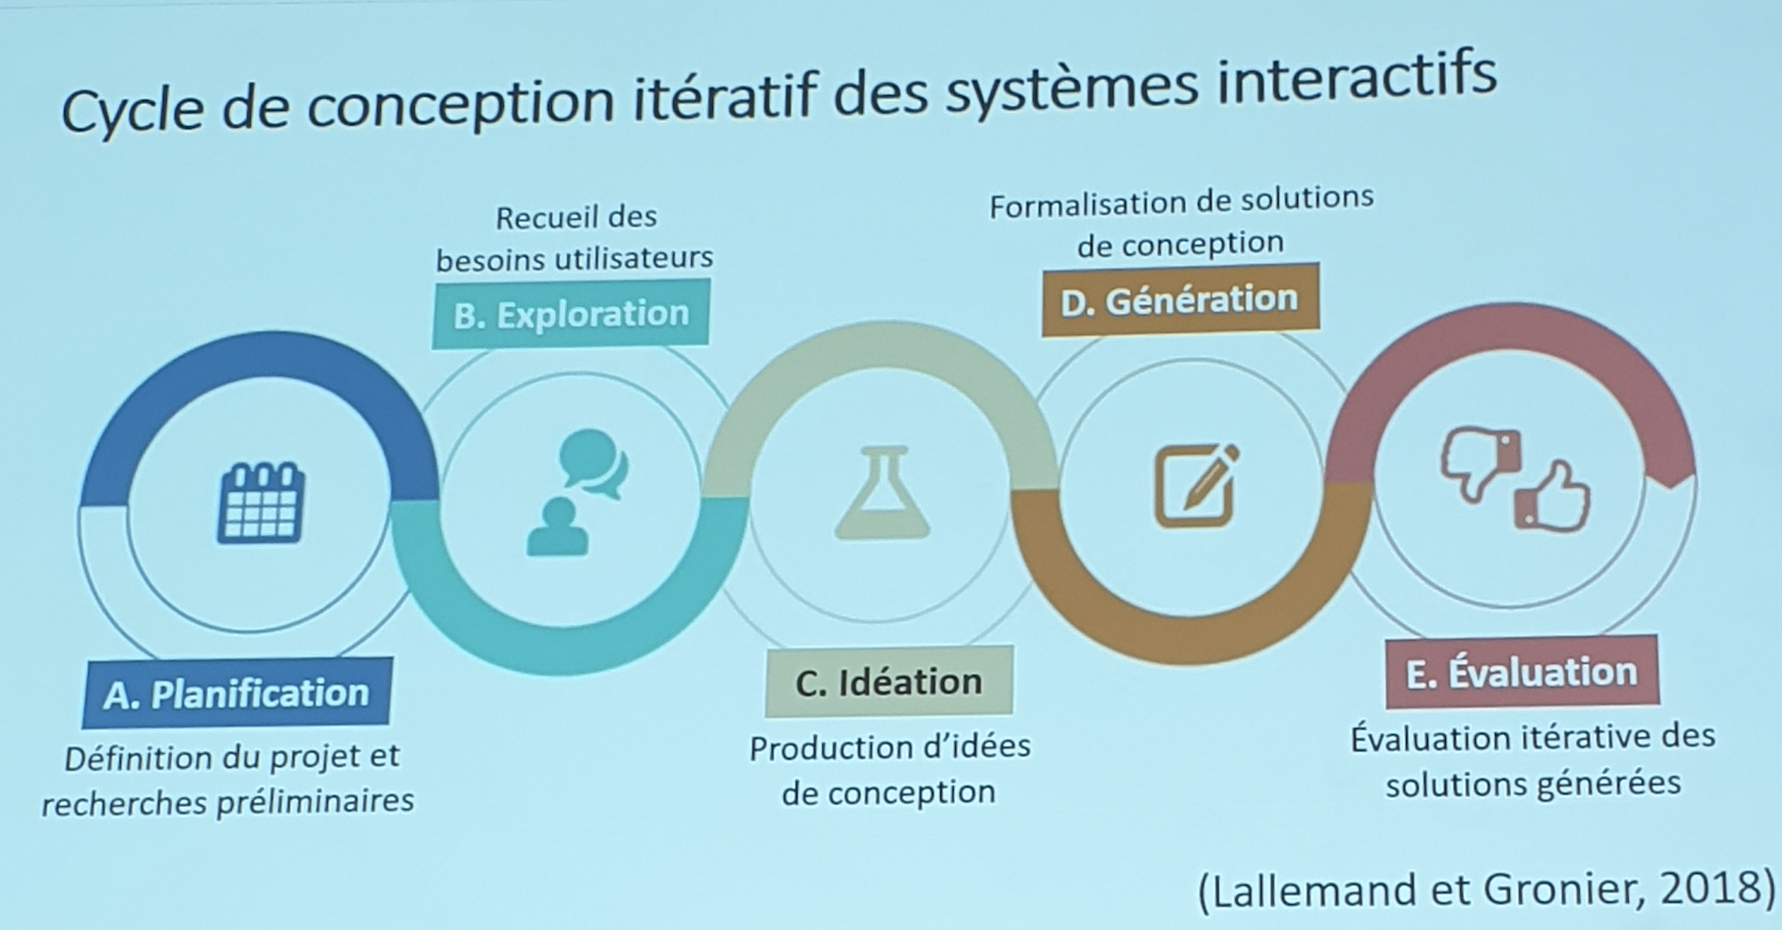 Cycle de conception itératif des systèmes interactifs
Recueil des
besoins utilisateurs
B. Exploration
Formalisation de solutions
de conception
D. Génération
A. Planification
Définition du projet et
recherches préliminaires
C. Idéation
Production d’idées
de conception
E. Évaluation
Évaluation itérative des
solutions générées
(Lallemand et Gronier, 2018)